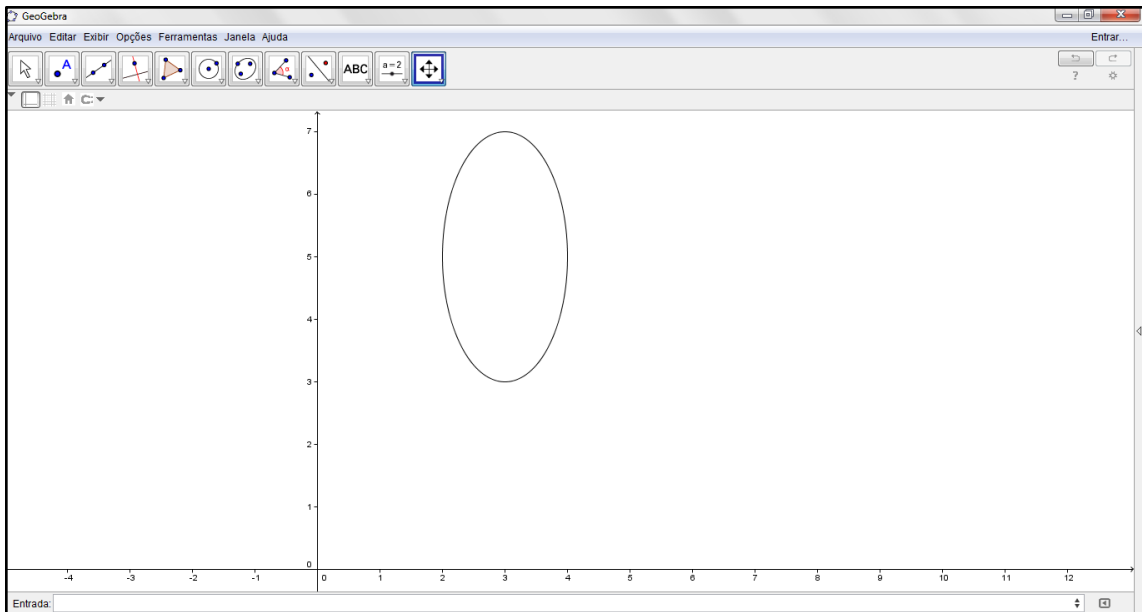 GeoGebra
Arquivo Editar Exibir Opções Ferramentas Janela Ajuda
Entrar...
A
ABC
a = 2
?
7
6
5
4
3
2
1
0
-4 -3 -2 -1 0 1 2 3 4 5 6 7 8 9 10 11 12
Entrada: